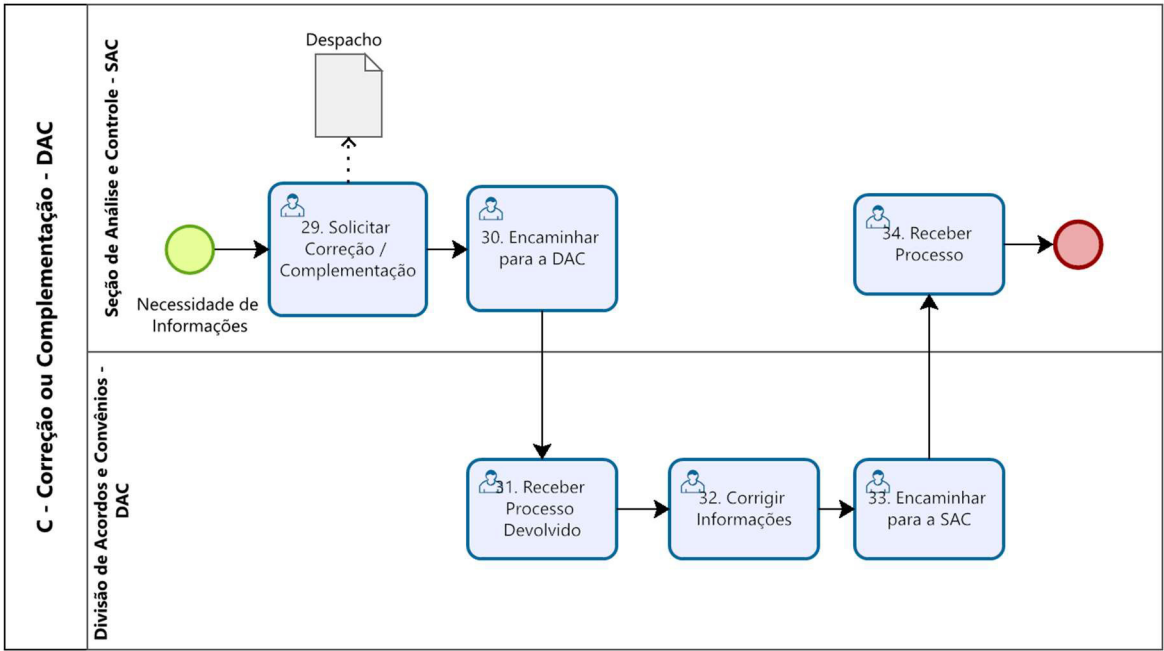 C - Correção ou Complementação - DAC
Seção de Análise e Controle - SAC
Despacho
Necessidade de
Informações
29. Solicitar
Correção /
Complementação
30. Encaminhar
para a DAC
34. Receber
Processo
Divisão de Acordos e Convênios -
DAC
31. Receber
Processo
Devolvido
32. Corrigir
Informações
33. Encaminhar
para a SAC